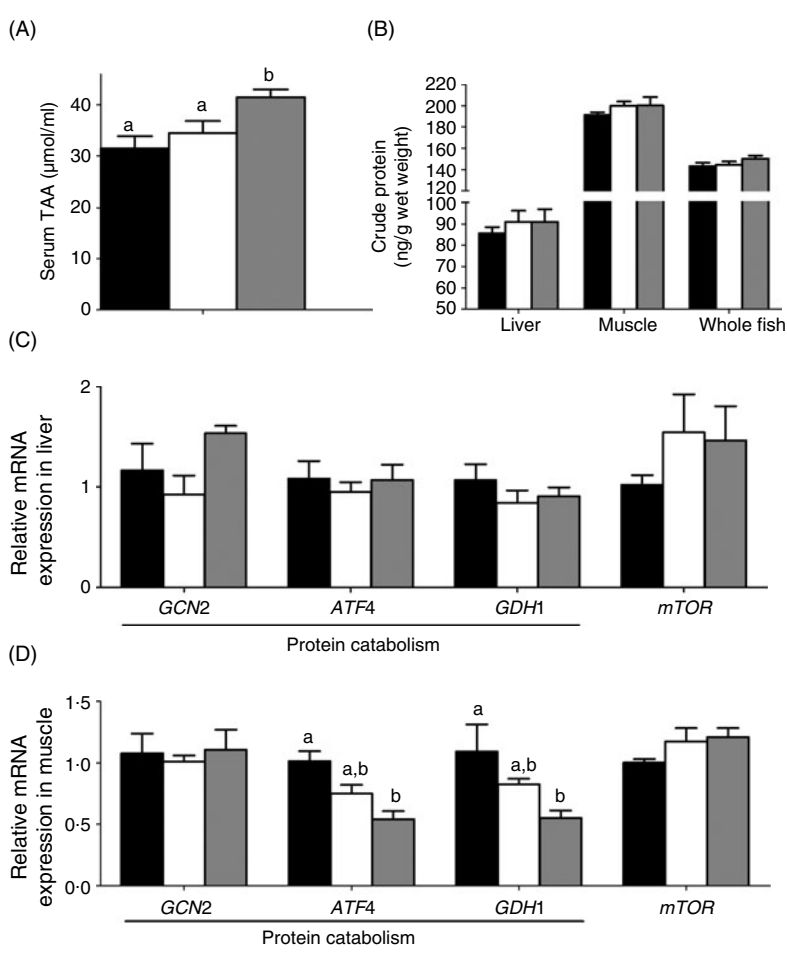 (A)
Serum TAA (μmol/ml)
40
30
20
10
0
a
a
b
(B)
Crude protein
(ng/g wet weight)
220
200
180
160
140
120
100
90
80
70
60
50
Liver
Muscle
Whole fish
(C)
Relative mRNA
expression in liver
2
1
0
GCN2
ATF4
GDH1
mTOR
Protein catabolism
(D)
Relative mRNA
expression in muscle
1·5
1·0
0·5
0·0
a
a,b
b
a
a,b
b
GCN2
ATF4
GDH1
mTOR
Protein catabolism